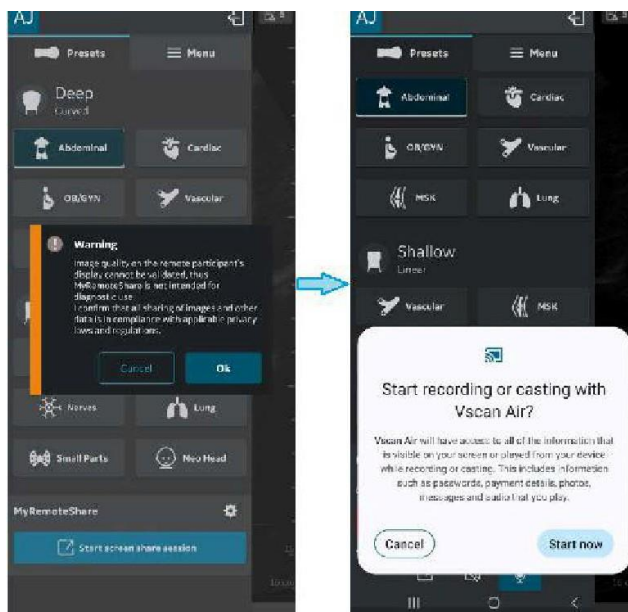 AJ
Presets
Menu
Deep
Curved
Abdominal
Cardiac
OB/GYN
Vascular
Warning
Image quality on the remote participant's
display cannot be validated, thus
MyRemoteShare is not intended for
diagnostic use.
I confirm that all sharing of images and other
data is in compliance with applicable privacy
laws and regulations.
Cancel
Ok
Nerves
Lung
Small Parts
Neo Head
MyRemoteShare
Start screen share session
AJ
Presets
Menu
Abdominal
Cardiac
OB/GYN
Vascular
MSK
Lung
Shallow
Linear
Vascular
MSK
Start recording or casting with
Vscan Air?
Vscan Air will have access to all of the information that
is visible on your screen or played from your device
while recording or casting. This includes information
such as passwords, payment details, photos,
messages and audio that you play.
Cancel
Start now